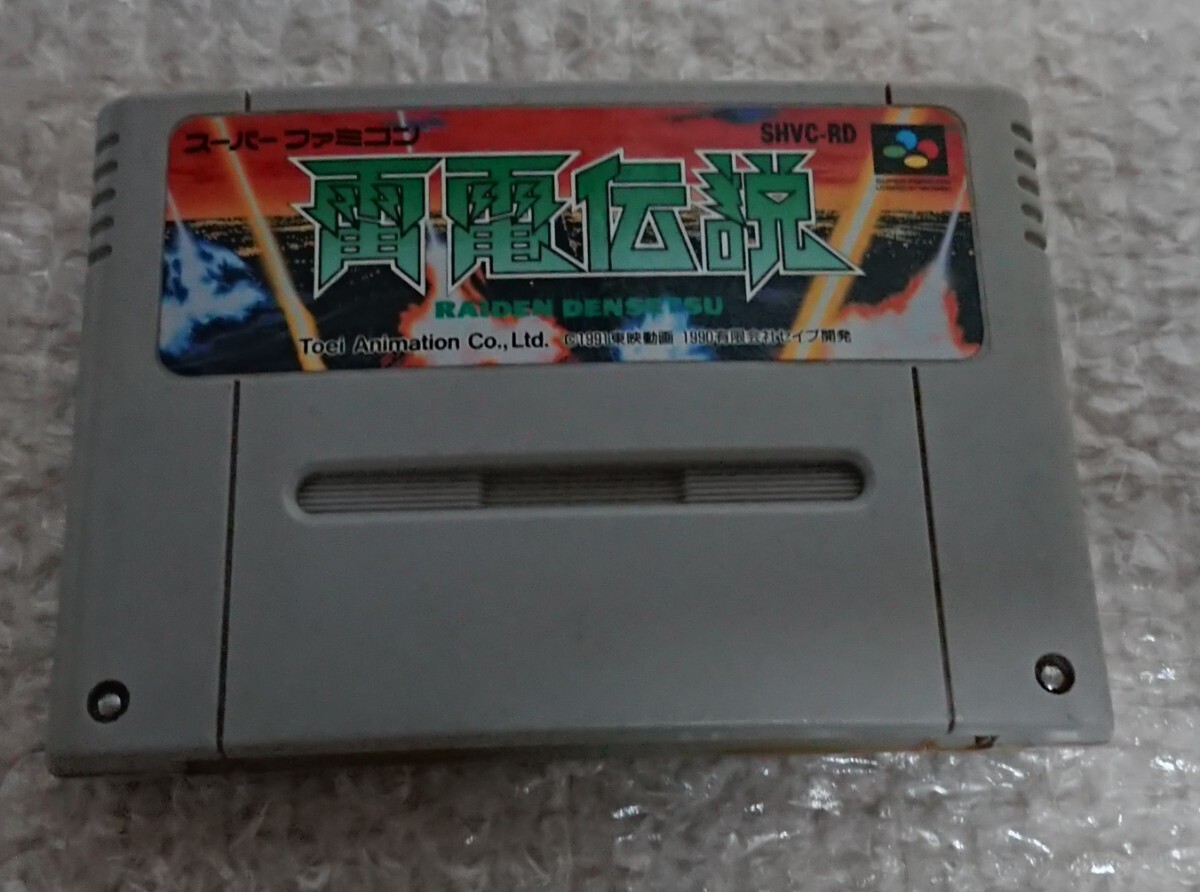 スーパーファミコン
SHVC-RD
雷電伝説
RAIDEN DENSETSU
Toei Animation Co., Ltd. ©1991東映動画 1990有限会社セイブ開発